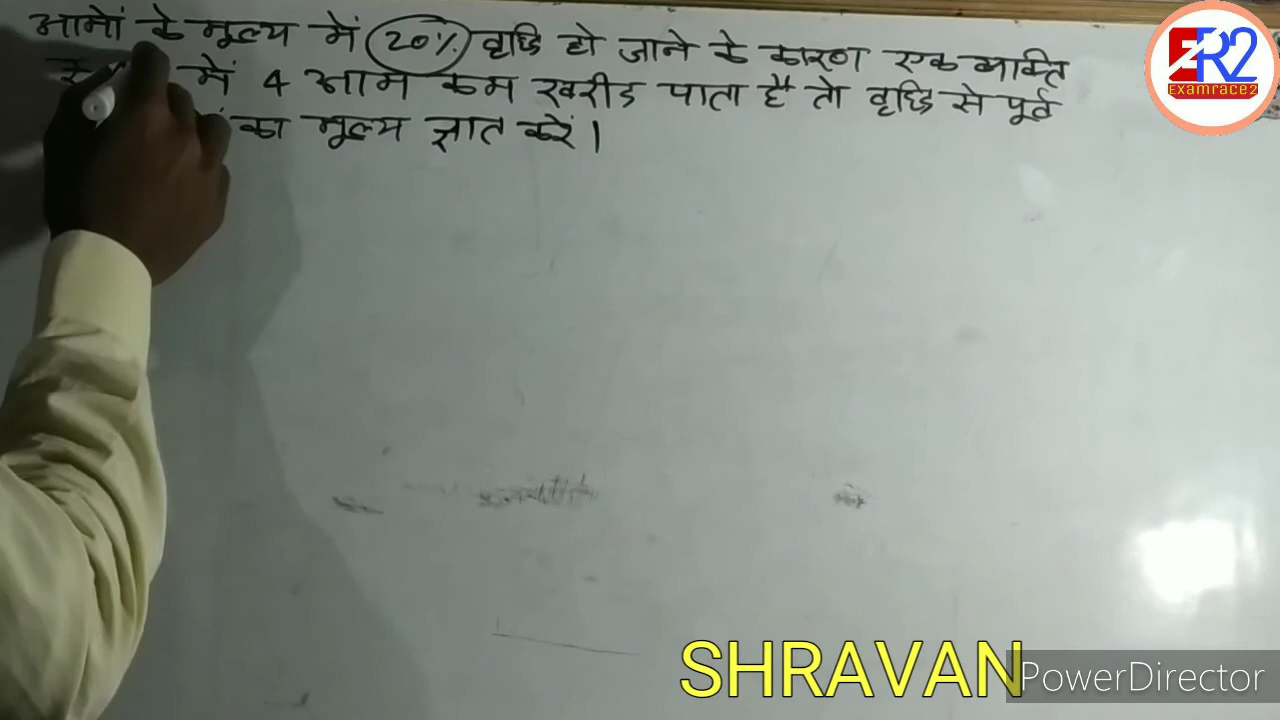 आमों के मूल्य में 20% वृद्धि हो जाने के कारण एक व्यक्ति
में 4 आम कम खरीद पाता है तो वृद्धि से पूर्व
का मूल्य ज्ञात करें।
ER2
Examrace2
SHRAVAN
PowerDirector